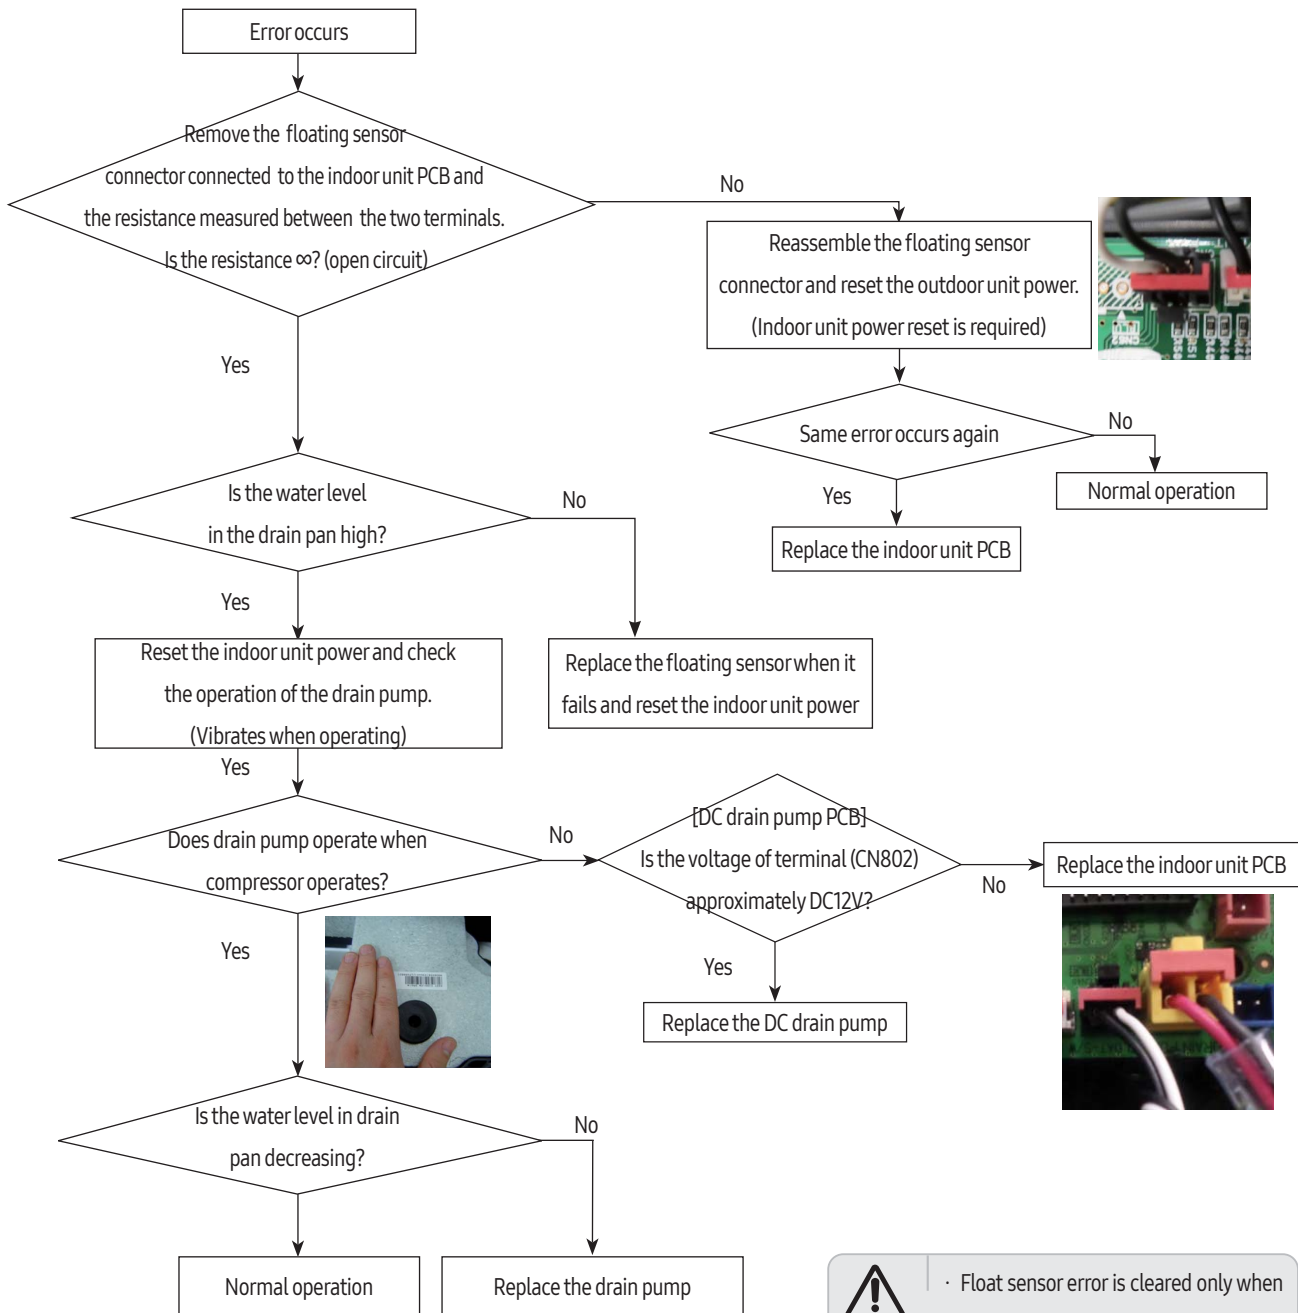 Error occurs
Remove the floating sensor
connector connected to the indoor unit PCB and
the resistance measured between the two terminals.
Is the resistance ∞? (open circuit)
No
Reassemble the floating sensor
connector and reset the outdoor unit power.
(Indoor unit power reset is required)
Yes
Same error occurs again
No
Normal operation
Yes
Replace the indoor unit PCB
Is the water level
in the drain pan high?
No
Yes
Reset the indoor unit power and check
the operation of the drain pump.
(Vibrates when operating)
Replace the floating sensor when it
fails and reset the indoor unit power
Yes
Does drain pump operate when
compressor operates?
No
[DC drain pump PCB]
Is the voltage of terminal (CN802)
approximately DC12V?
No
Replace the indoor unit PCB
Yes
Yes
Replace the DC drain pump
Is the water level in drain
pan decreasing?
No
Normal operation
Replace the drain pump
· Float sensor error is cleared only when